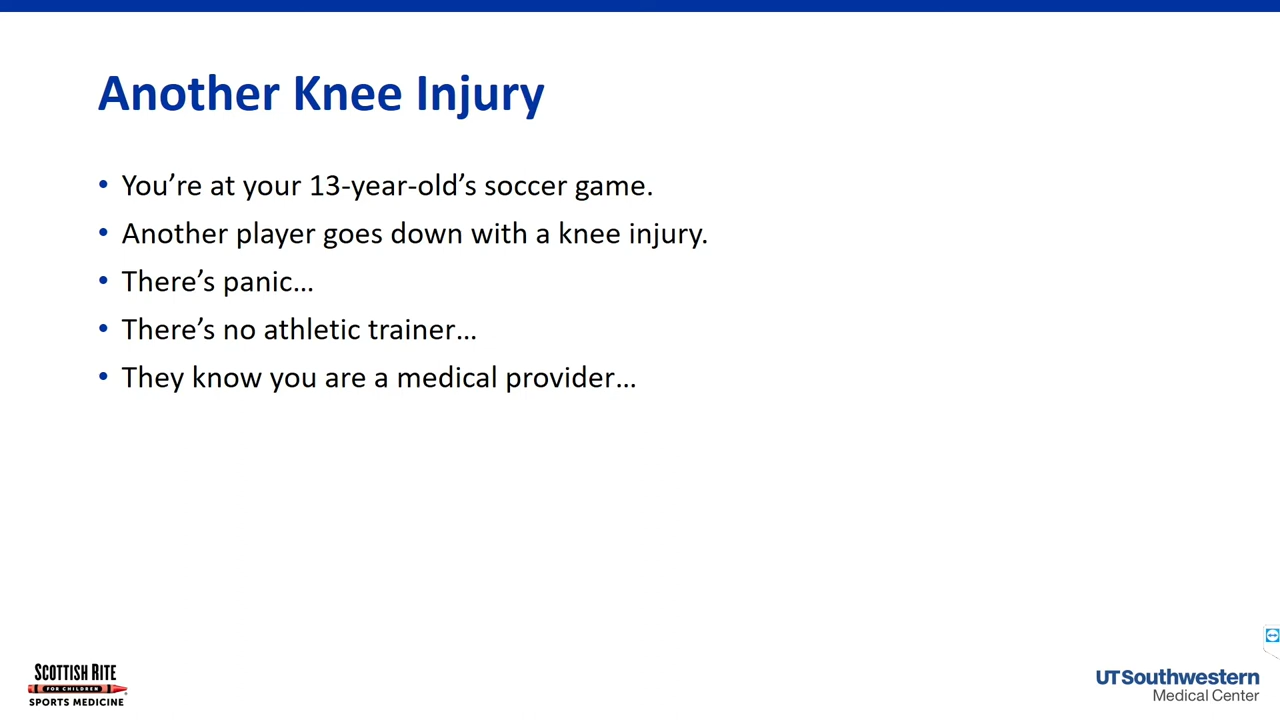 Another Knee Injury
• You’re at your 13-year-old’s soccer game.
• Another player goes down with a knee injury.
• There’s panic…
• There’s no athletic trainer…
• They know you are a medical provider…
SCOTTISH RITE
FOR CHILDREN
SPORTS MEDICINE
UT Southwestern
Medical Center